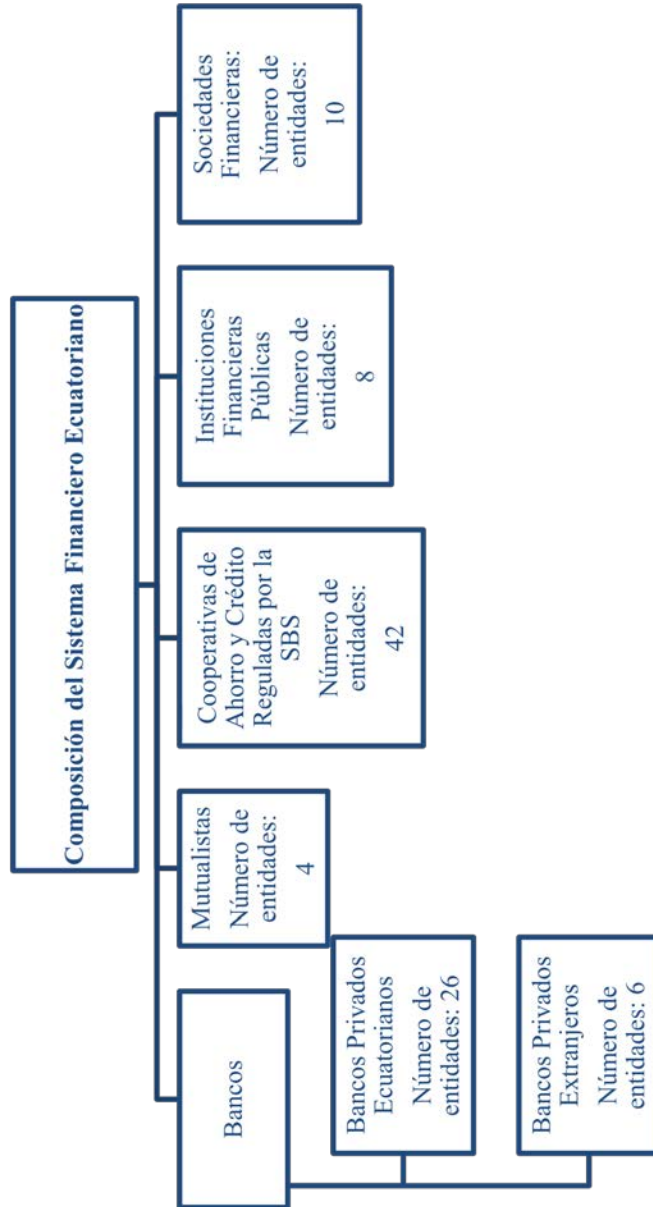 Composición del Sistema Financiero Ecuatoriano
Bancos
Bancos Privados
Ecuatorianos
Número de
entidades: 26
Bancos Privados
Extranjeros
Número de
entidades: 6
Mutualistas
Número de
entidades:
4
Cooperativas de
Ahorro y Crédito
Reguladas por la
SBS
Número de
entidades:
42
Instituciones
Financieras
Públicas
Número de
entidades:
8
Sociedades
Financieras:
Número de
entidades:
10